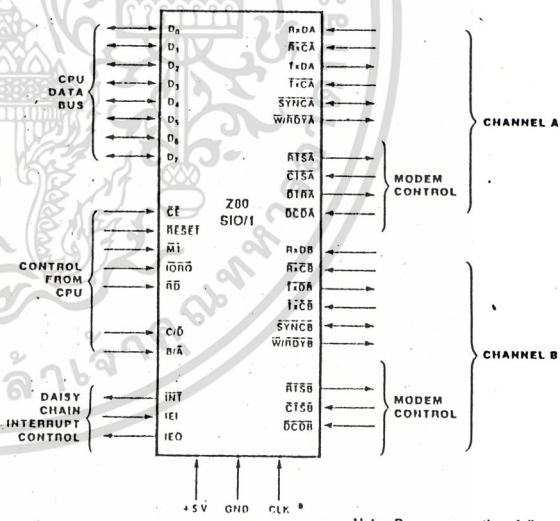 CPU
DATA
BUS
D0
D1
D2
D3
D4
D5
D6
D7
CONTROL
FROM
CPU
CE
RESET
M1
IORQ
RD
C/D
B/A
DAISY
CHAIN
INTERRUPT
CONTROL
INT
IEI
IEO
Z80
SIO/1
RxDA
RxCA
TxDA
TxCA
SYNCA
W/RDYA
RTSA
CTSA
DTRA
DCDA
MODEM
CONTROL
CHANNEL A
RxDB
RxCB
TxDB
TxCB
SYNCB
W/RDYB
RTSB
CTSB
DCDB
MODEM
CONTROL
CHANNEL B
+5V GND CLK